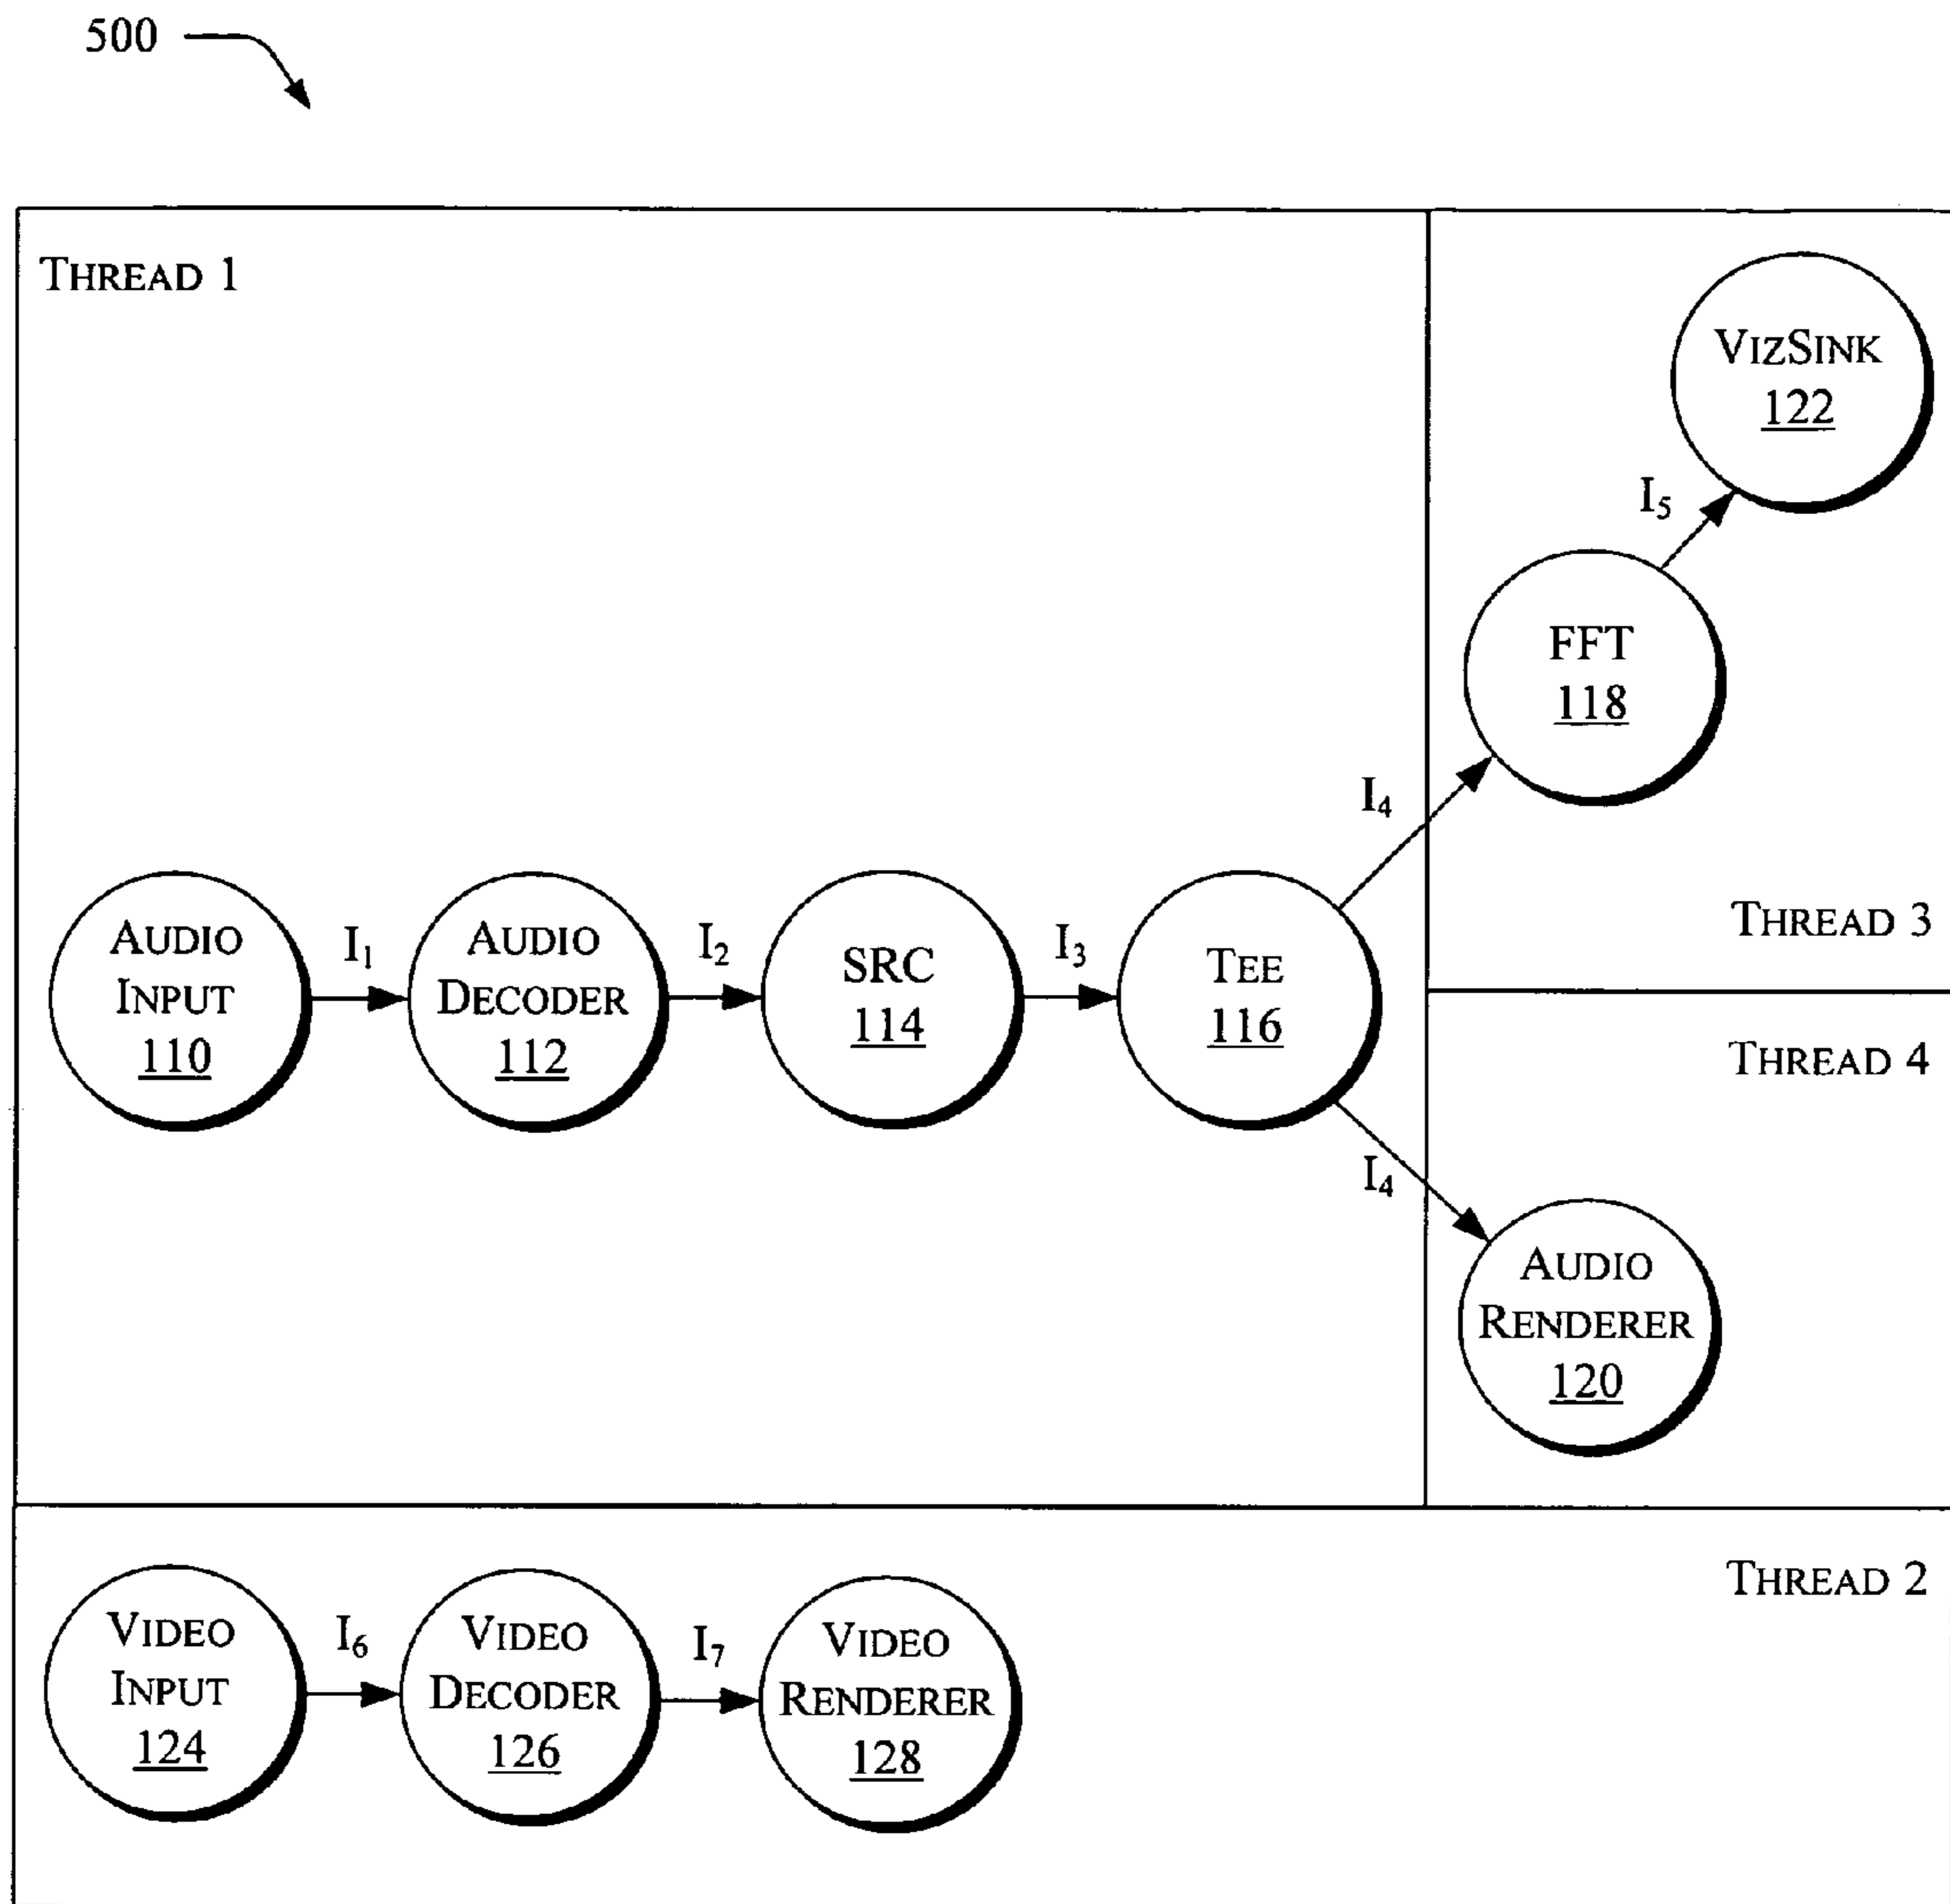 500
THREAD 1
VIZSINK
122
I5
FFT
118
I4
THREAD 3
AUDIO
INPUT
110
I1
AUDIO
DECODER
112
I2
SRC
114
I3
TEE
116
THREAD 4
I4
AUDIO
RENDERER
120
THREAD 2
VIDEO
INPUT
124
I6
VIDEO
DECODER
126
I7
VIDEO
RENDERER
128